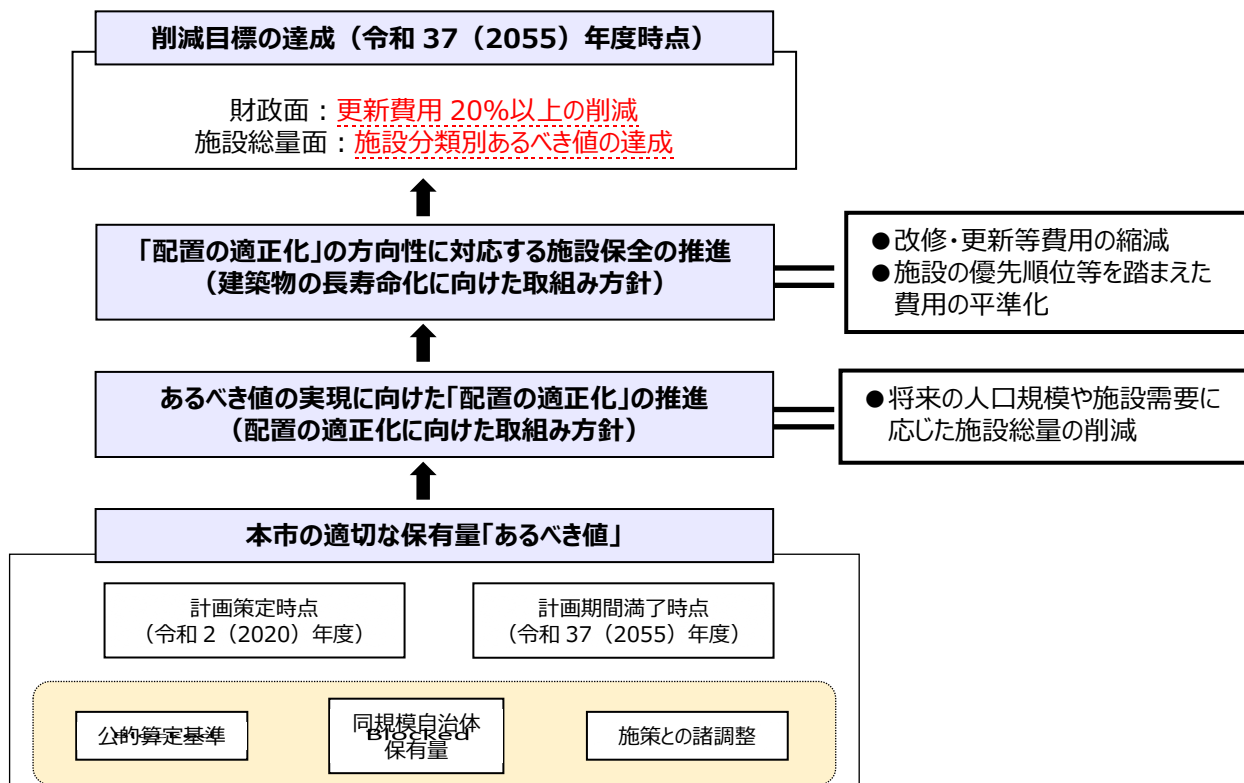 削減目標の達成（令和 37（2055）年度時点）
財政面：更新費用 20%以上の削減
施設総量面：施設分類別あるべき値の達成
「配置の適正化」の方向性に対応する施設保全の推進
（建築物の長寿命化に向けた取組み方針）
●改修・更新等費用の縮減
●施設の優先順位等を踏まえた
費用の平準化
あるべき値の実現に向けた「配置の適正化」の推進
（配置の適正化に向けた取組み方針）
●将来の人口規模や施設需要に
応じた施設総量の削減
本市の適切な保有量「あるべき値」
計画策定時点
（令和 2（2020）年度）
計画期間満了時点
（令和 37（2055）年度）
公的算定基準
同規模自治体
Blocked
保有量
施策との諸調整